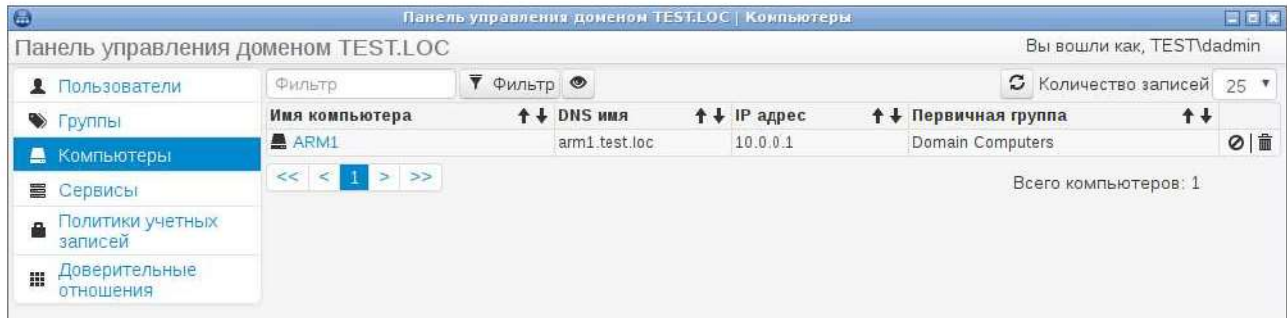 Панель управления доменом TEST.LOC | Компьютеры
Панель управления доменом TEST.LOC
Вы вошли как, TEST\dadmin
Пользователи
Группы
Компьютеры
Сервисы
Политики учетных
записей
Доверительные
отношения
Фильтр
Фильтр
Количество записей 25
Имя компьютера DNS имя IP адрес Первичная группа
ARM1 arm1.test.loc 10.0.0.1 Domain Computers
<< < 1 > >>
Всего компьютеров: 1